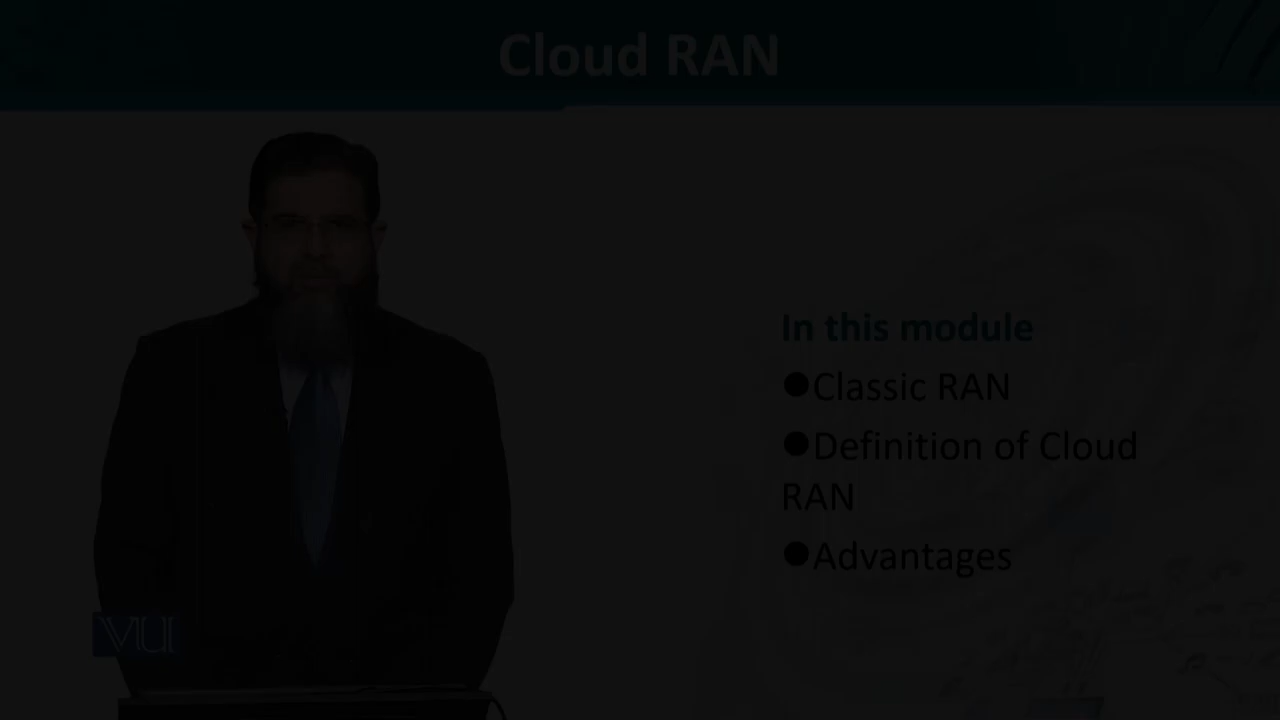 Cloud RAN
In this module
●Classic RAN
●Definition of Cloud
RAN
●Advantages
VU